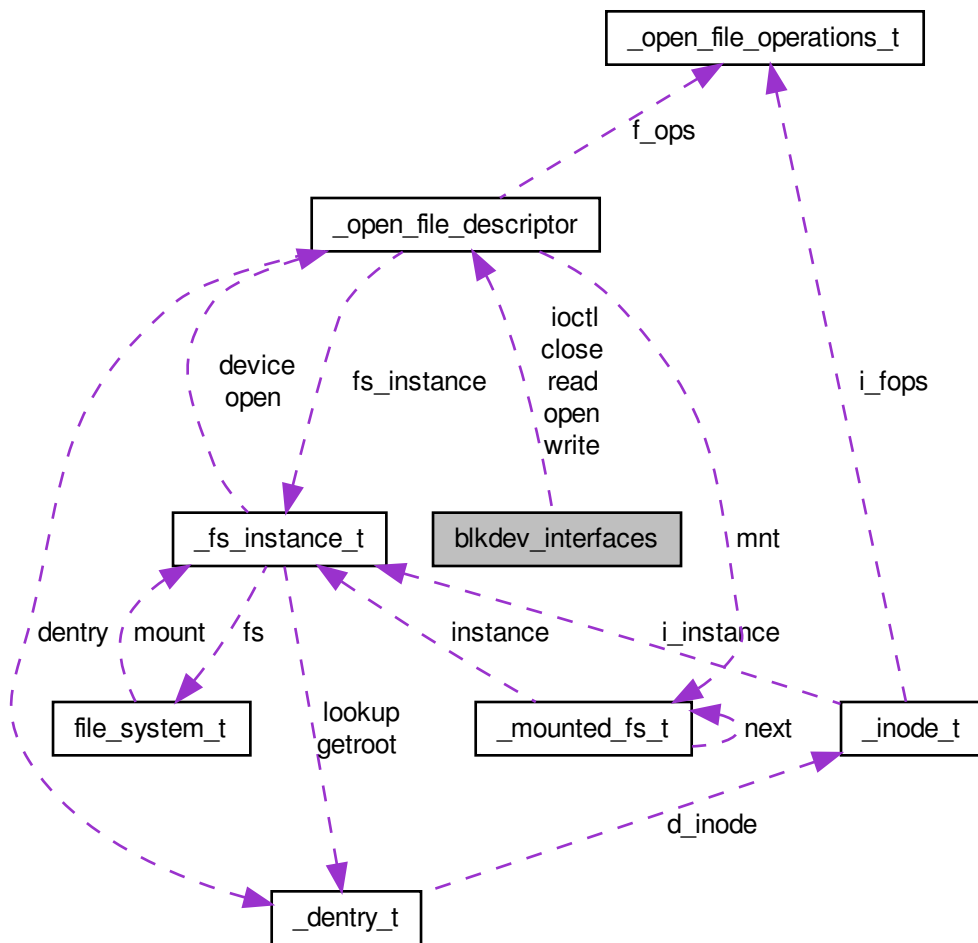 _open_file_operations_t
f_ops
_open_file_descriptor
ioctl
close
read
open
write
device
open
fs_instance
i_fops
_fs_instance_t
blkdev_interfaces
mnt
dentry
mount
fs
instance
i_instance
lookup
getroot
file_system_t
_mounted_fs_t
next
_inode_t
d_inode
_dentry_t